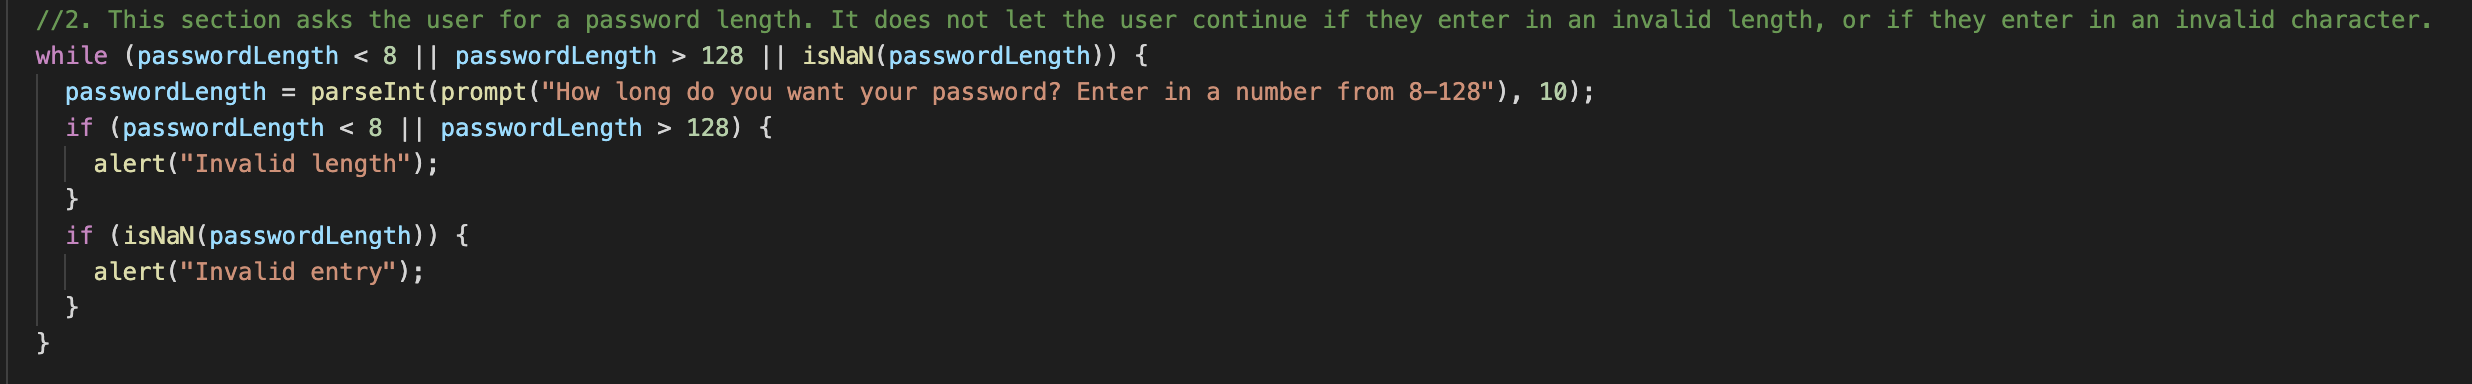 //2. This section asks the user for a password length. It does not let the user continue if they enter in an invalid length, or if they enter in an invalid character.
while (passwordLength < 8 || passwordLength > 128 || isNaN(passwordLength)) {
  passwordLength = parseInt(prompt("How long do you want your password? Enter in a number from 8–128"), 10);
  if (passwordLength < 8 || passwordLength > 128) {
    alert("Invalid length");
  }
  if (isNaN(passwordLength)) {
    alert("Invalid entry");
  }
}